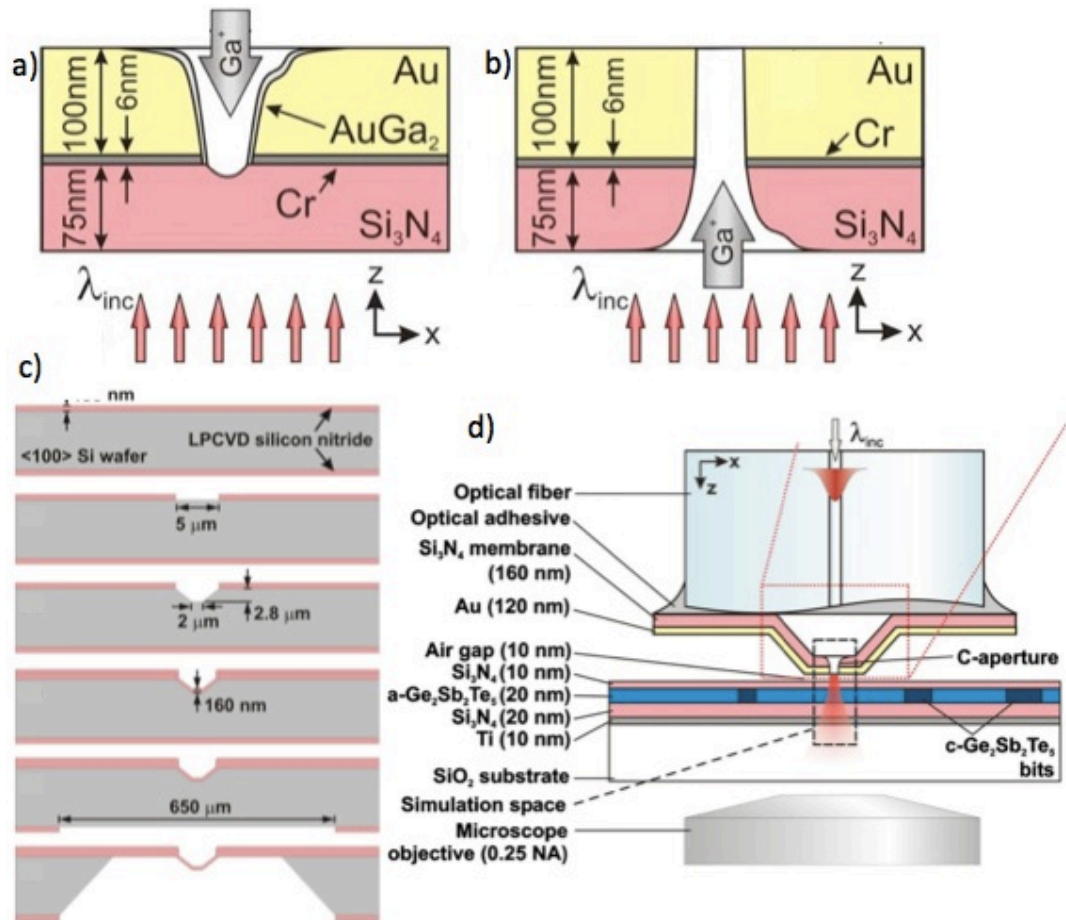 a)
Ga+
Au
100nm
6nm
AuGa2
Cr
75nm
Si3N4
λinc
z
x
b)
Au
100nm
6nm
Cr
75nm
Ga+
Si3N4
λinc
z
x
c)
nm
LPCVD silicon nitride
<100> Si wafer
5 μm
2.8 μm
2 μm
160 nm
650 μm
d)
λinc
x
z
Optical fiber
Optical adhesive
Si3N4 membrane
(160 nm)
Au (120 nm)
Air gap (10 nm)
C-aperture
Si3N4 (10 nm)
a-Ge2Sb2Te5 (20 nm)
Si3N4 (20 nm)
Ti (10 nm)
c-Ge2Sb2Te5
bits
SiO2 substrate
Simulation space
Microscope
objective (0.25 NA)